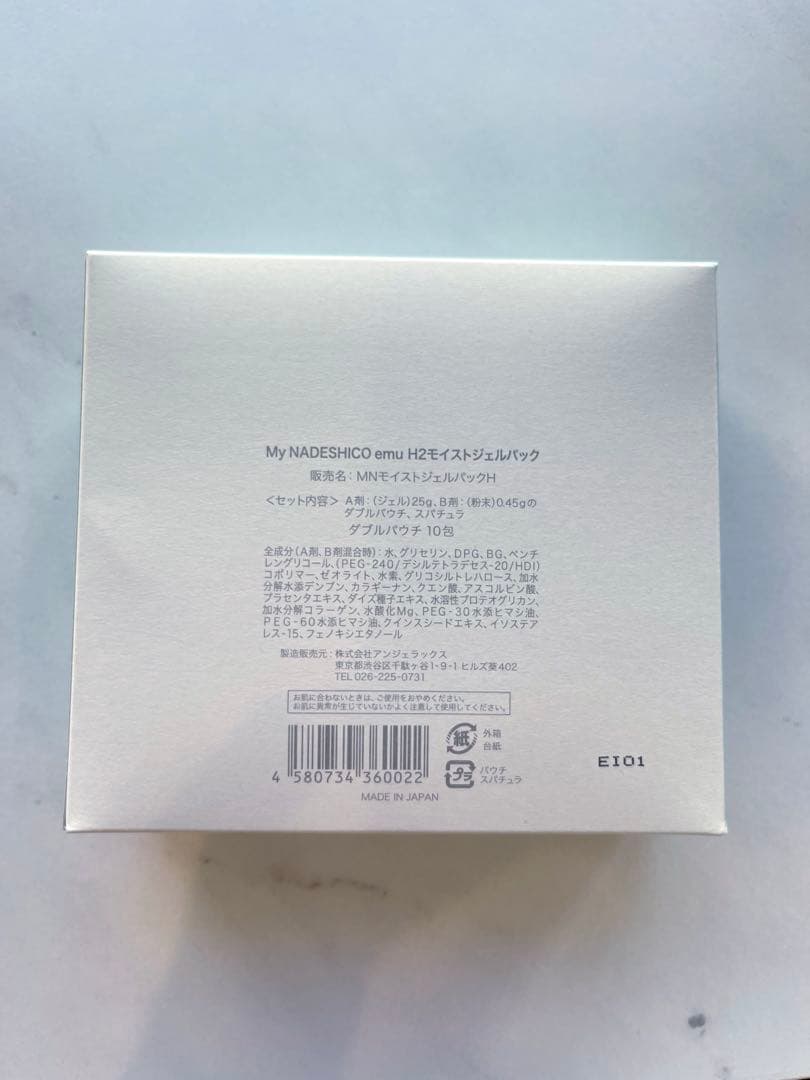 My NADESHICO emu H2モイストジェルパック
販売名：MNモイストジェルパックH
＜セット内容＞ A剤：（ジェル）25g、B剤：（粉末）0.45gの
ダブルパウチ、スパチュラ
ダブルパウチ 10包
全成分（A剤、B剤混合時）：水、グリセリン、DPG、BG、ペンチ
レングリコール、（PEG-240/デシルテトラデセス-20/HDI）
コポリマー、ゼオライト、水素、グリコシルトレハロース、加水
分解水添デンプン、カラギーナン、クエン酸、アスコルビン酸、
プラセンタエキス、ダイズ種子エキス、水溶性プロテオグリカン、
加水分解コラーゲン、水酸化Mg、PEG-30水添ヒマシ油、
PEG-60水添ヒマシ油、クインスシードエキス、イソステア
レス-15、フェノキシエタノール
製造販売元：株式会社アンジェラックス
東京都渋谷区千駄ヶ谷1-9-1 ヒルズ葵402
TEL 026-225-0731
お肌に合わないときは、ご使用をおやめください。
お肌に異常が生じていないかよく注意して使用してください。
紙 外箱
台紙
プラ パウチ
スパチュラ
4 580734 360022
MADE IN JAPAN
EI01